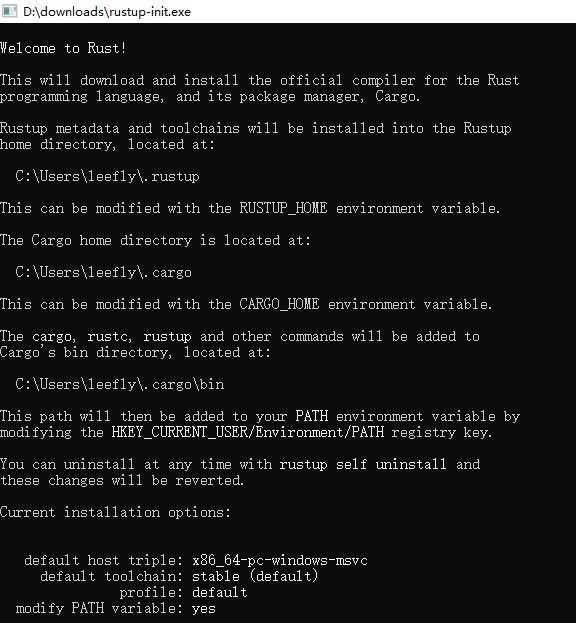 D:\downloads\rustup-init.exe
Welcome to Rust!
This will download and install the official compiler for the Rust
programming language, and its package manager, Cargo.
Rustup metadata and toolchains will be installed into the Rustup
home directory, located at:
C:\Users\leefly\.rustup
This can be modified with the RUSTUP_HOME environment variable.
The Cargo home directory is located at:
C:\Users\leefly\.cargo
This can be modified with the CARGO_HOME environment variable.
The cargo, rustc, rustup and other commands will be added to
Cargo's bin directory, located at:
C:\Users\leefly\.cargo\bin
This path will then be added to your PATH environment variable by
modifying the HKEY_CURRENT_USER/Environment/PATH registry key.
You can uninstall at any time with rustup self uninstall and
these changes will be reverted.
Current installation options:
default host triple: x86_64-pc-windows-msvc
default toolchain: stable (default)
profile: default
modify PATH variable: yes